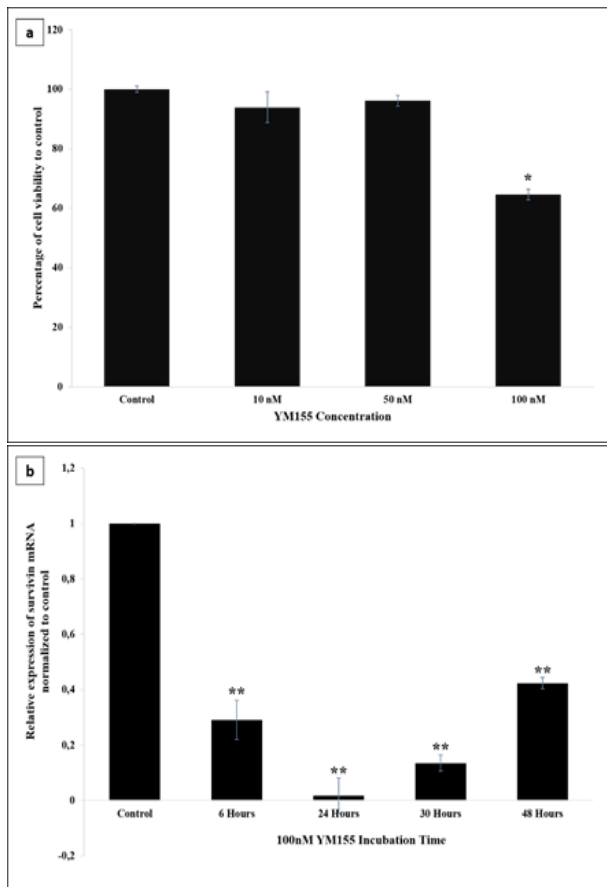 a
120
100
80
60
40
20
0
Percentage of cell viability to control
*
Control 10 nM 50 nM 100 nM
YM155 Concentration
b
1,2
1
0,8
0,6
0,4
0,2
0
-0,2
Relative expression of survivin mRNA
normalized to control
** ** ** **
Control 6 Hours 24 Hours 30 Hours 48 Hours
100nM YM155 Incubation Time